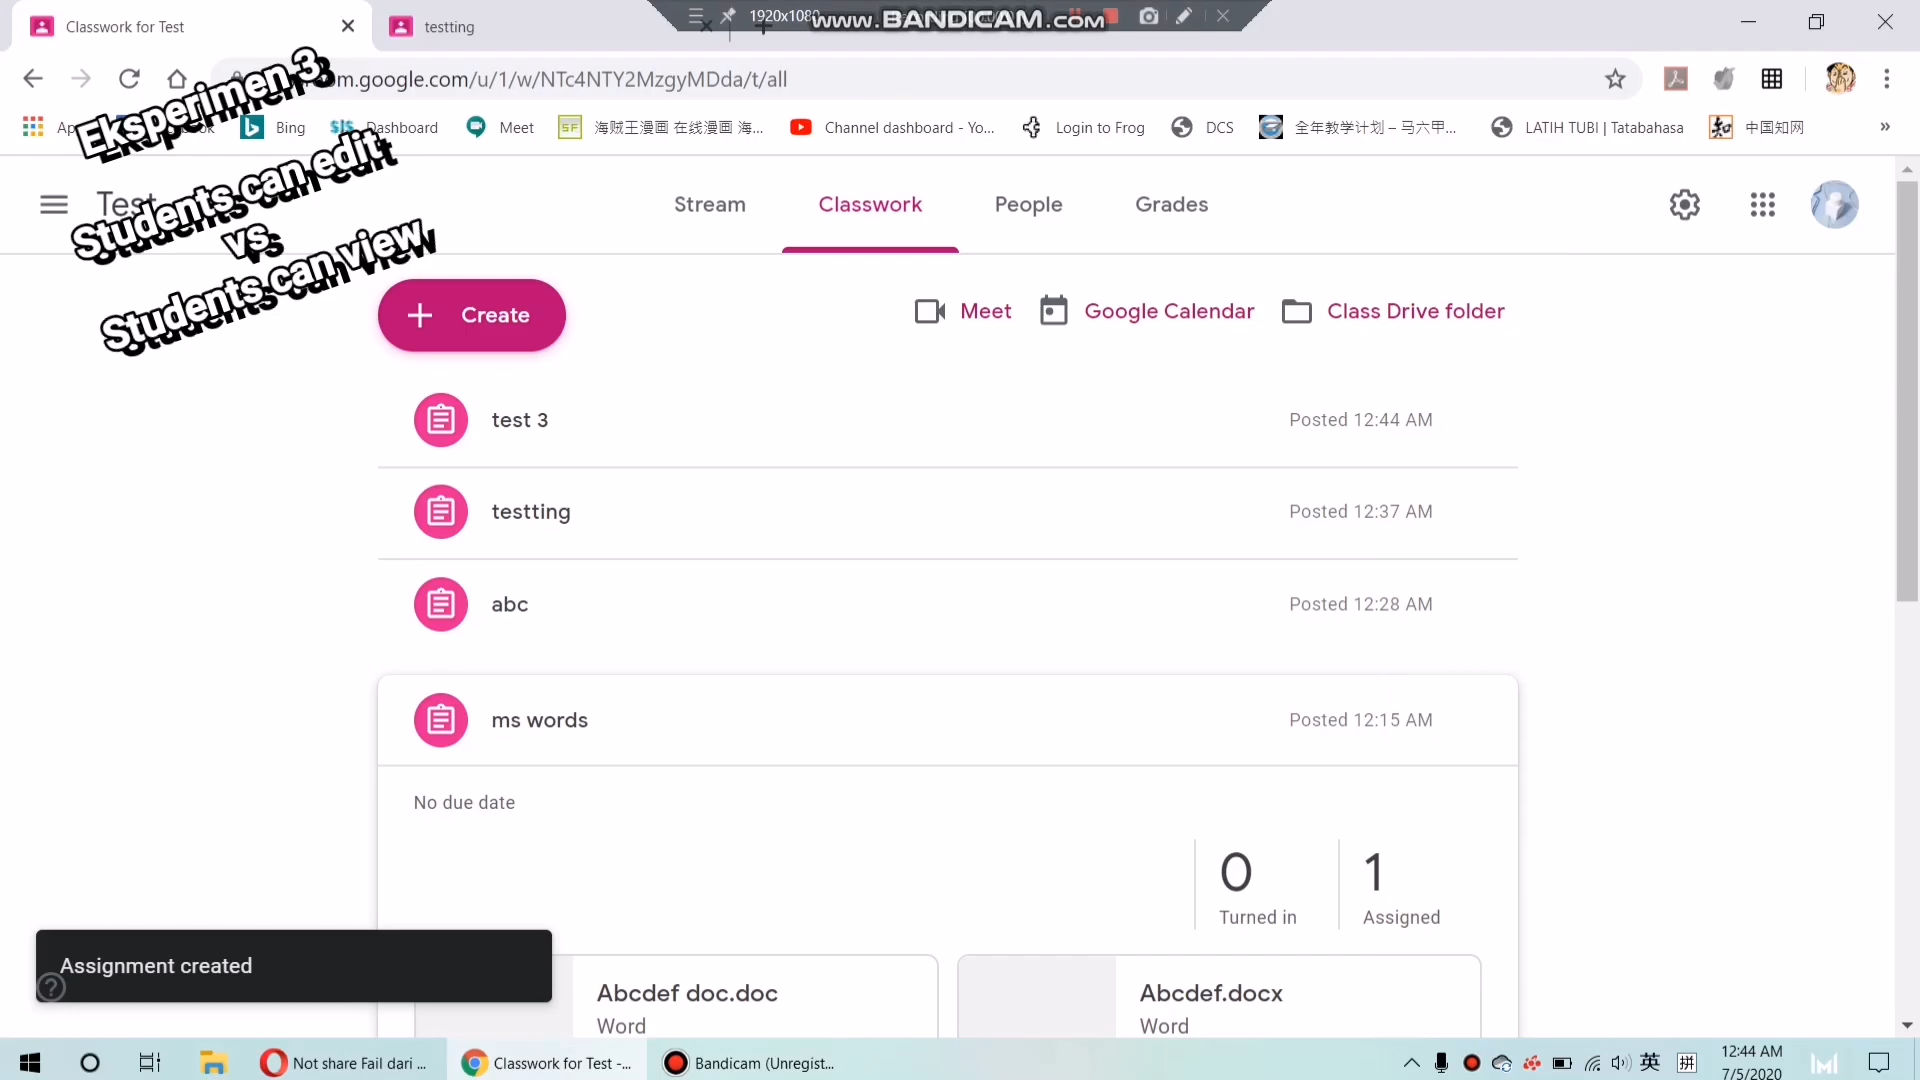 Classwork for Test
testting
1920x1080
www.BANDICAM.com
om.google.com/u/1/w/NTc4NTY2MzgyMDda/t/all
Bing
Dashboard
Meet
海贼王漫画 在线漫画 海...
Channel dashboard - Yo...
Login to Frog
DCS
全年教学计划 – 马六甲...
LATIH TUBI | Tatabahasa
中国知网
»
Eksperimen 3
Students can edit
vs
Students can view
Test
Stream
Classwork
People
Grades
Create
Meet
Google Calendar
Class Drive folder
test 3
Posted 12:44 AM
testting
Posted 12:37 AM
abc
Posted 12:28 AM
ms words
Posted 12:15 AM
No due date
0
Turned in
1
Assigned
Assignment created
Abcdef doc.doc
Word
Abcdef.docx
Word
Not share Fail dari ...
Classwork for Test -...
Bandicam (Unregist...
英
拼
12:44 AM
7/5/2020